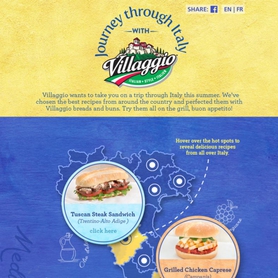 SHARE: f EN | FR
Journey through Italy
WITH
Villaggio
Villaggio wants to take you on a trip through Italy this summer. We've
chosen the best recipes from around the country and perfected them with
Villaggio breads and buns. Try them all on the grill, buon appetito!
Hover over the hot spots to
reveal delicious recipes
from all over Italy.
Tuscan Steak Sandwich
(Trentino-Alto Adige)
click here
Grilled Chicken Caprese
(Campania)